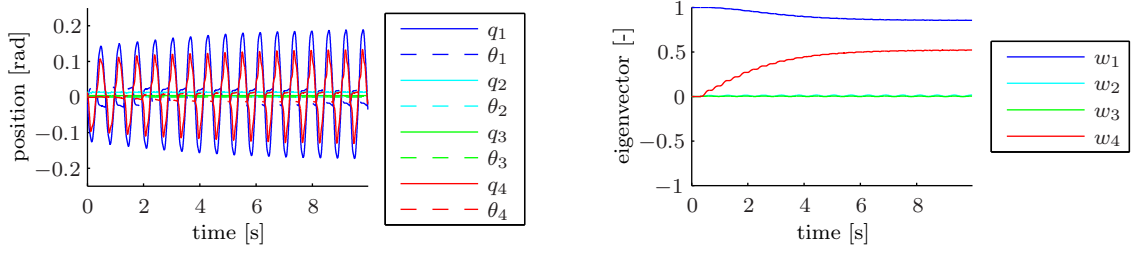 position [rad]
0.2
0.1
0
−0.1
−0.2
0 2 4 6 8
time [s]
q₁
θ₁
q₂
θ₂
q₃
θ₃
q₄
θ₄
eigenvector [-]
1
0.5
0
−0.5
−1
0 2 4 6 8
time [s]
w₁
w₂
w₃
w₄